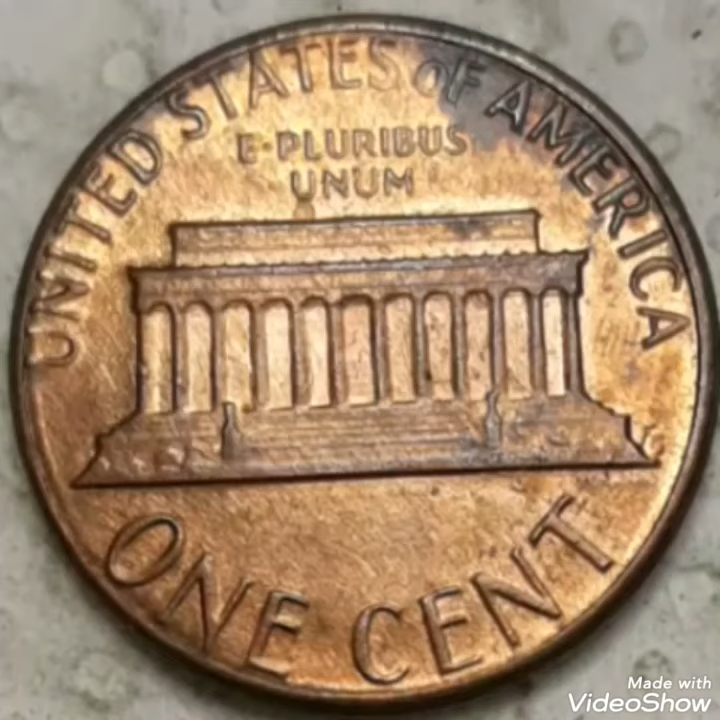 UNITED STATES OF AMERICA
E·PLURIBUS
UNUM
ONE CENT
Made with
VideoShow